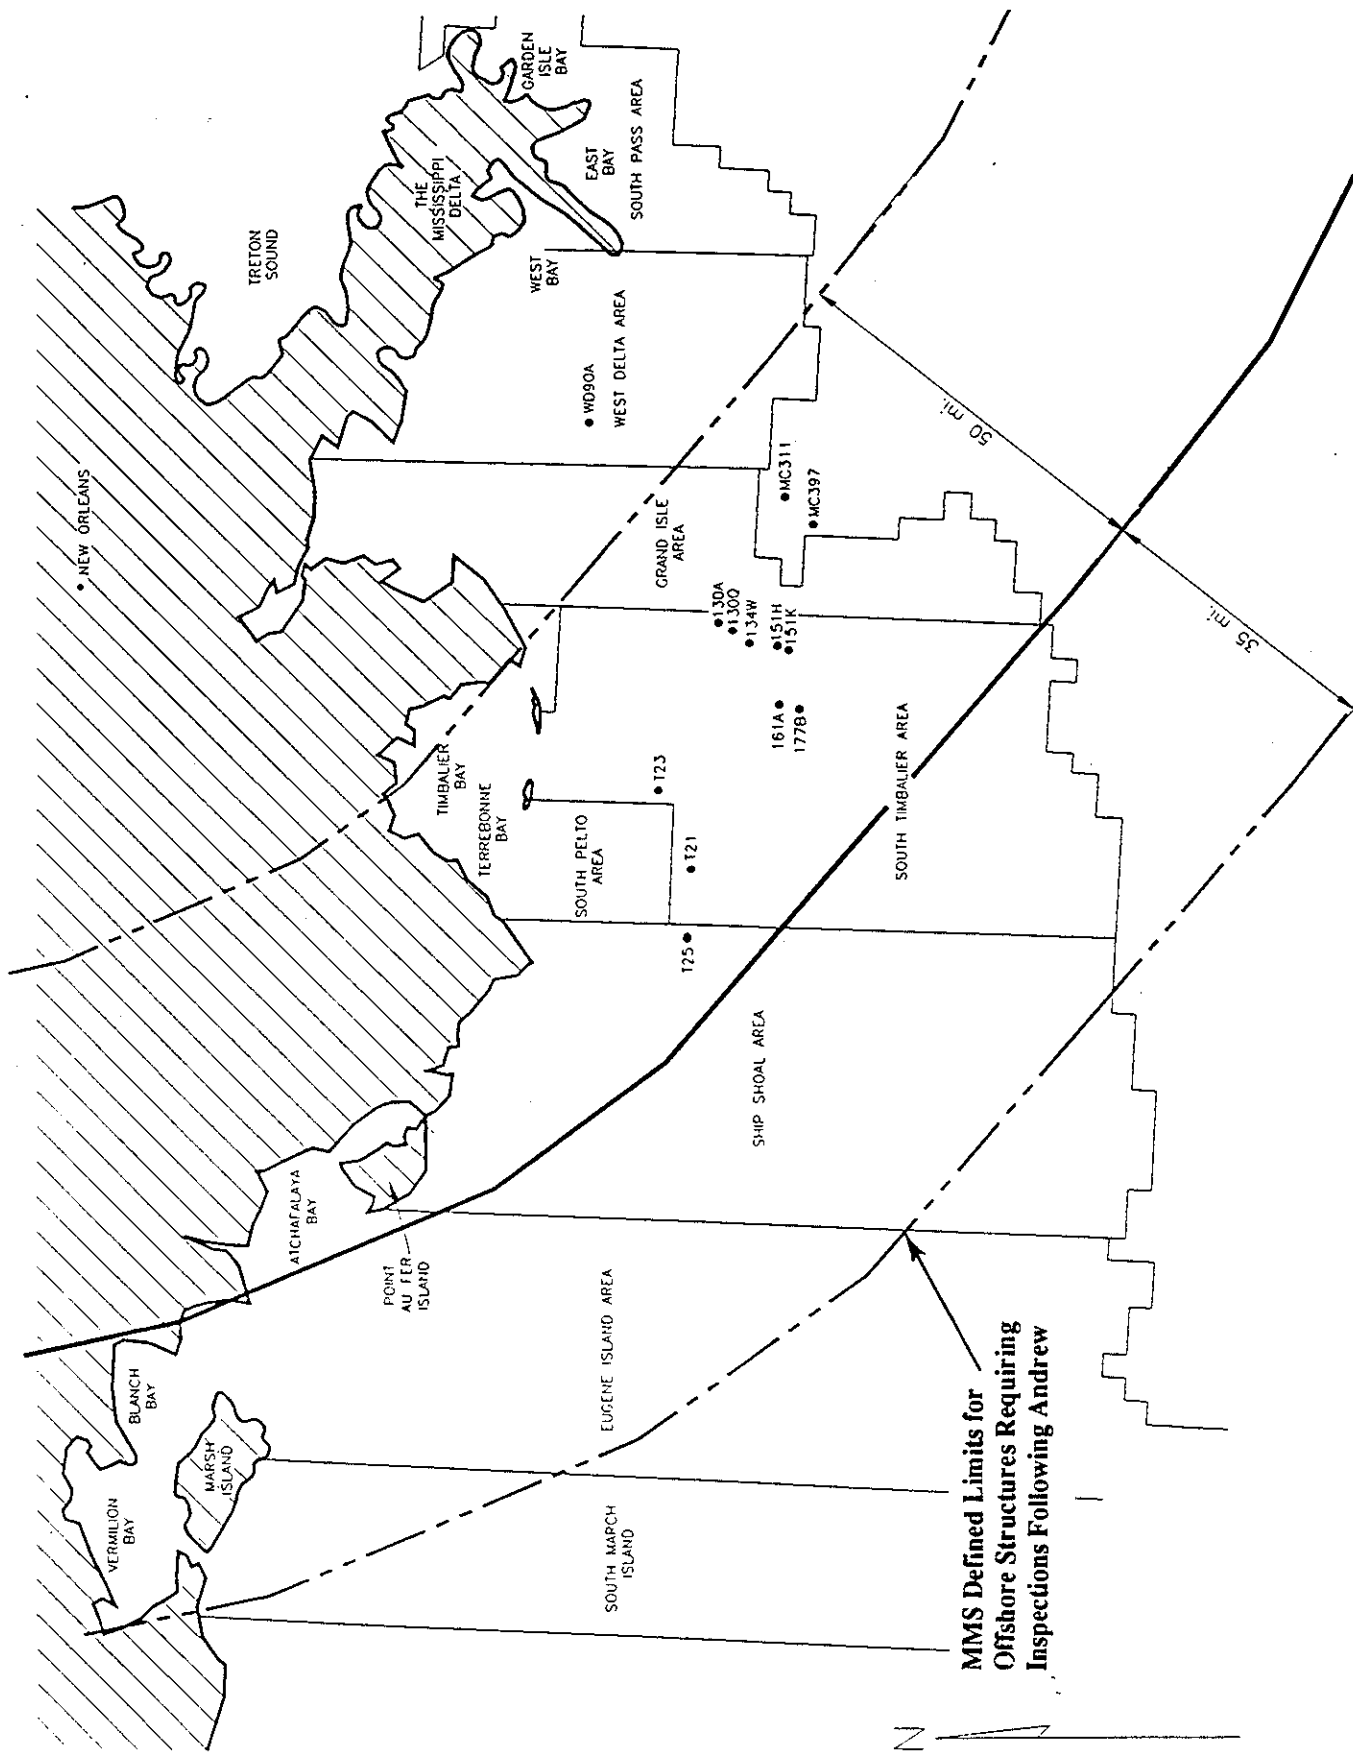 NEW ORLEANS
TRETON
SOUND
THE
MISSISSIPPI
DELTA
GARDEN
ISLE
BAY
EAST
BAY
SOUTH PASS AREA
WEST
BAY
WD90A
WEST DELTA AREA
GRAND ISLE
AREA
MC311
MC397
50 mi.
35 mi.
130A
130Q
134W
151H
151K
161A
177B
TIMBALIER
BAY
TERREBONNE
BAY
SOUTH PELTO
AREA
T23
T21
T25
SOUTH TIMBALIER AREA
SHIP SHOAL AREA
ATCHAFALAYA
BAY
POINT
AU FER
ISLAND
EUGENE ISLAND AREA
BLANCH
BAY
MARSH
ISLAND
VERMILION
BAY
SOUTH MARCH
ISLAND
MMS Defined Limits for
Offshore Structures Requiring
Inspections Following Andrew
N